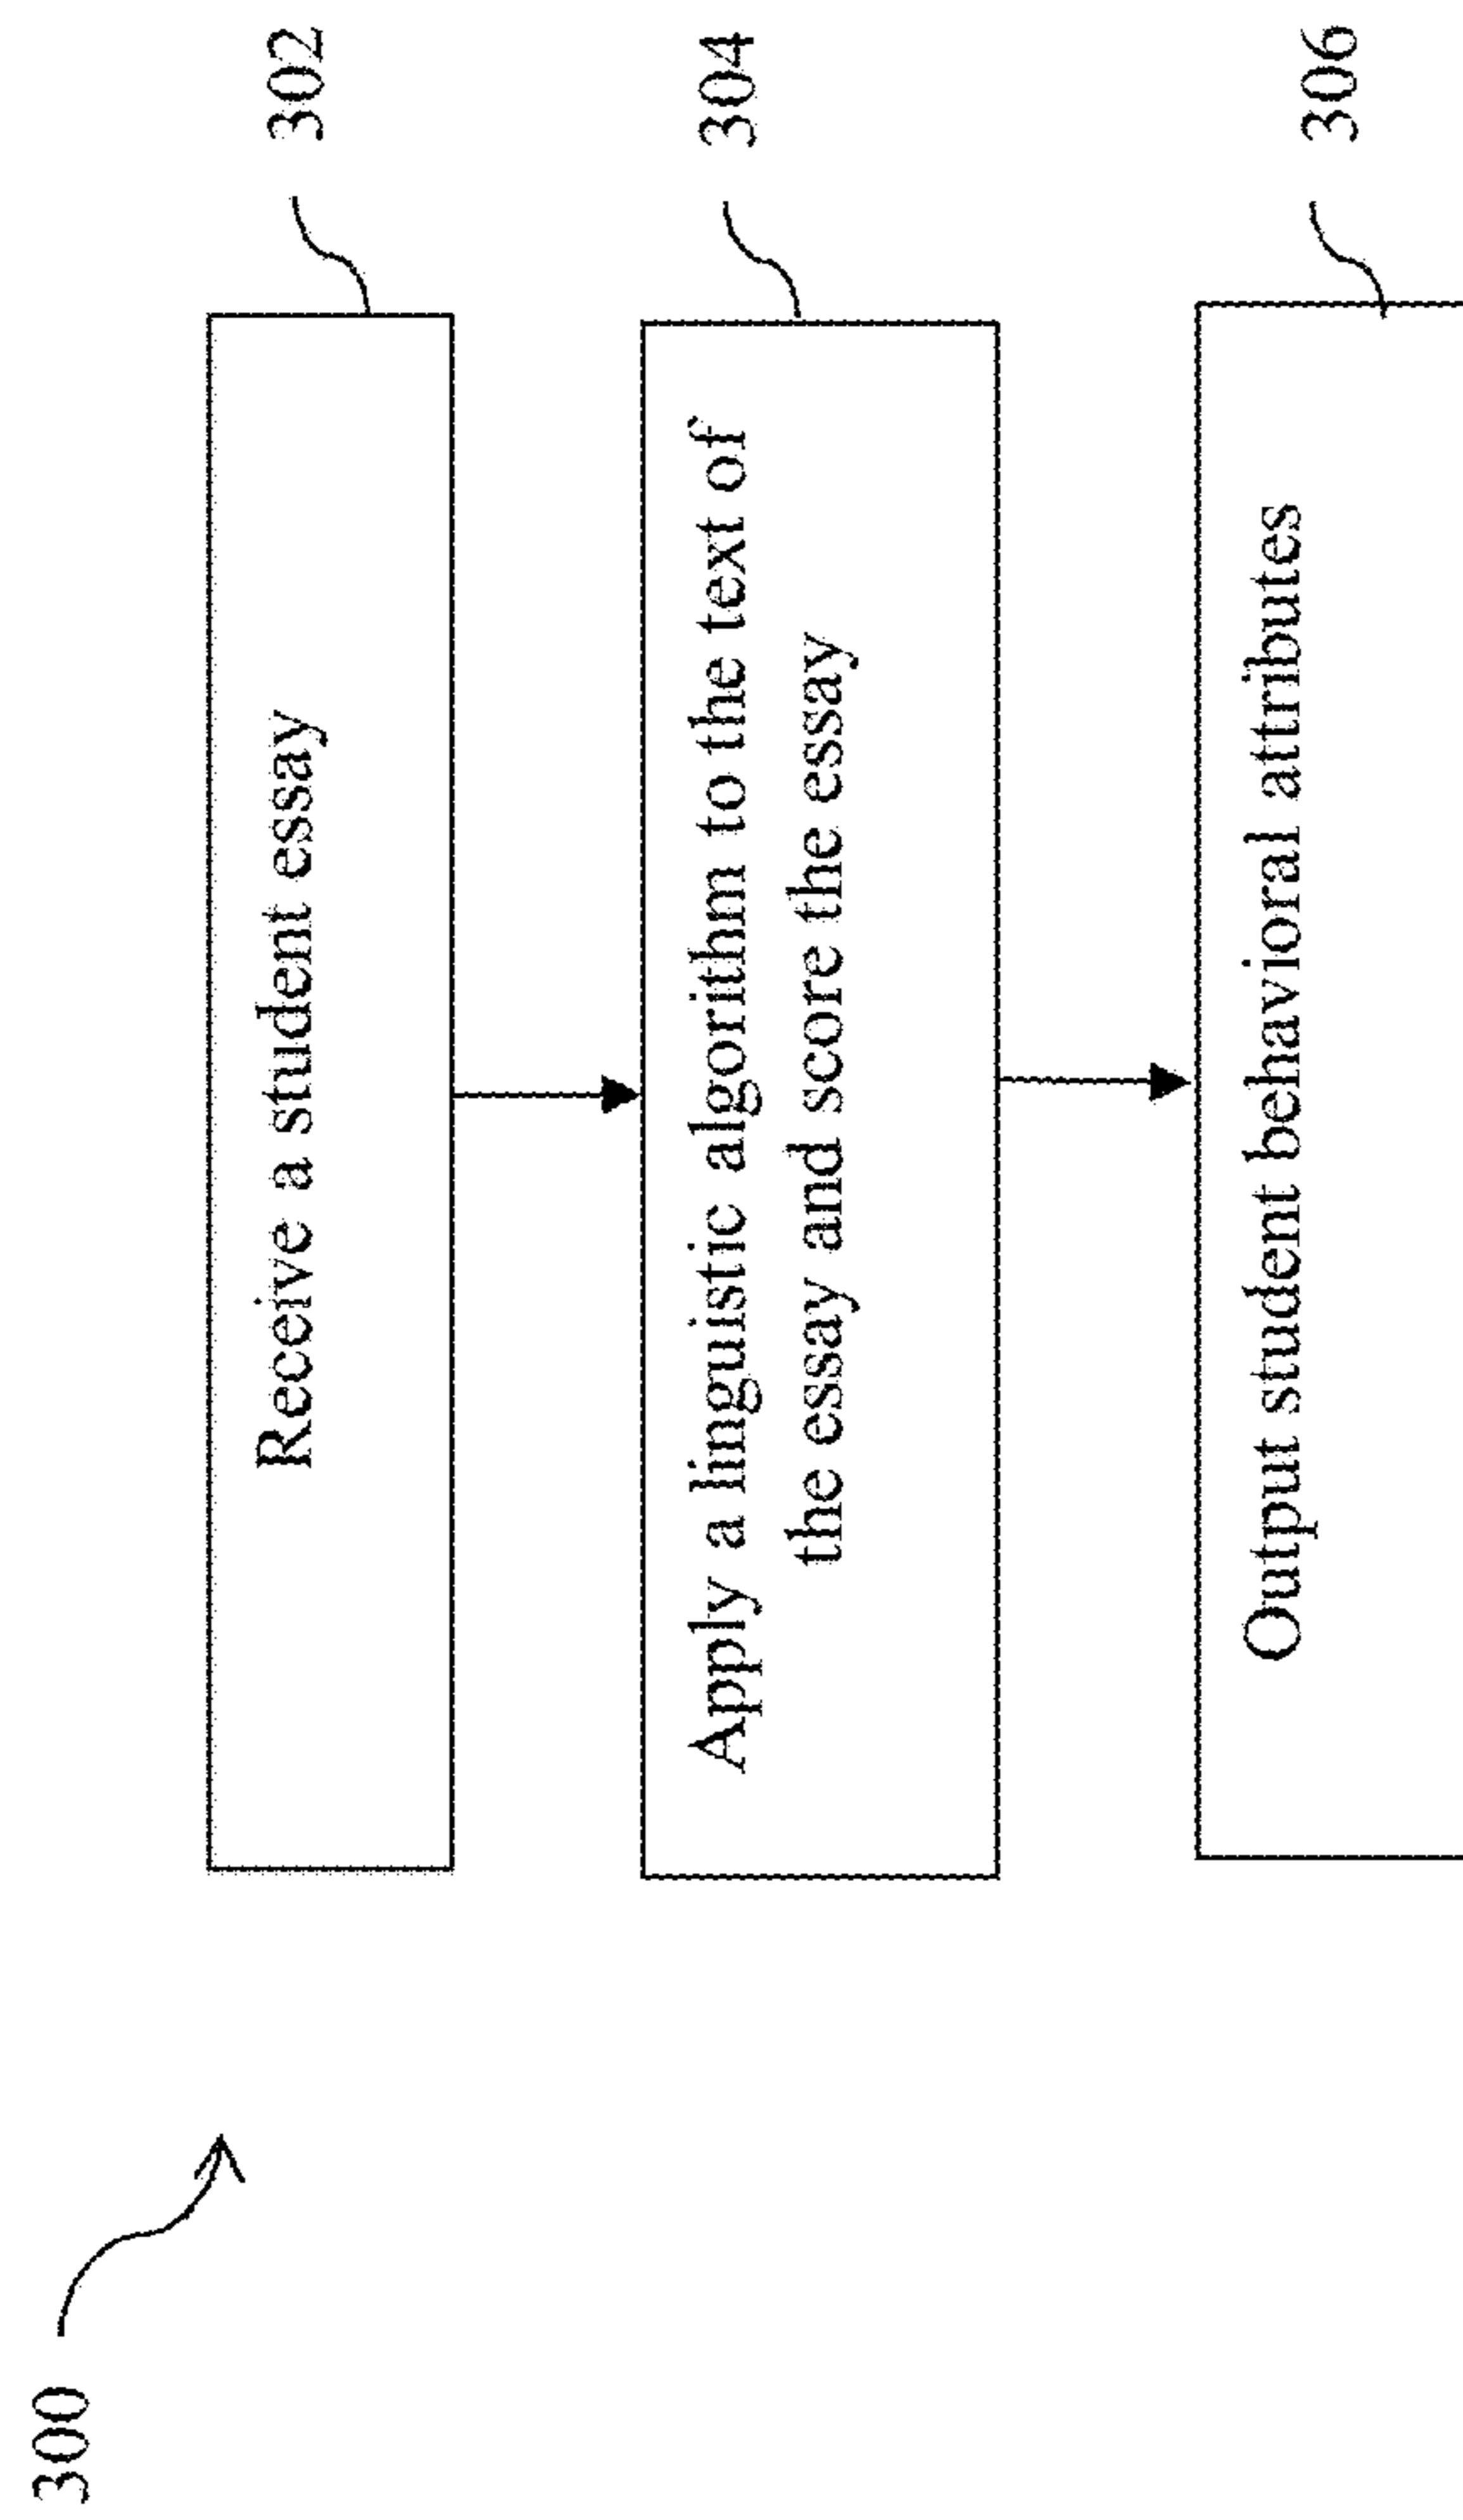 300
Receive a student essay
302
Apply a linguistic algorithm to the text of
the essay and score the essay
304
Output student behavioral attributes
306